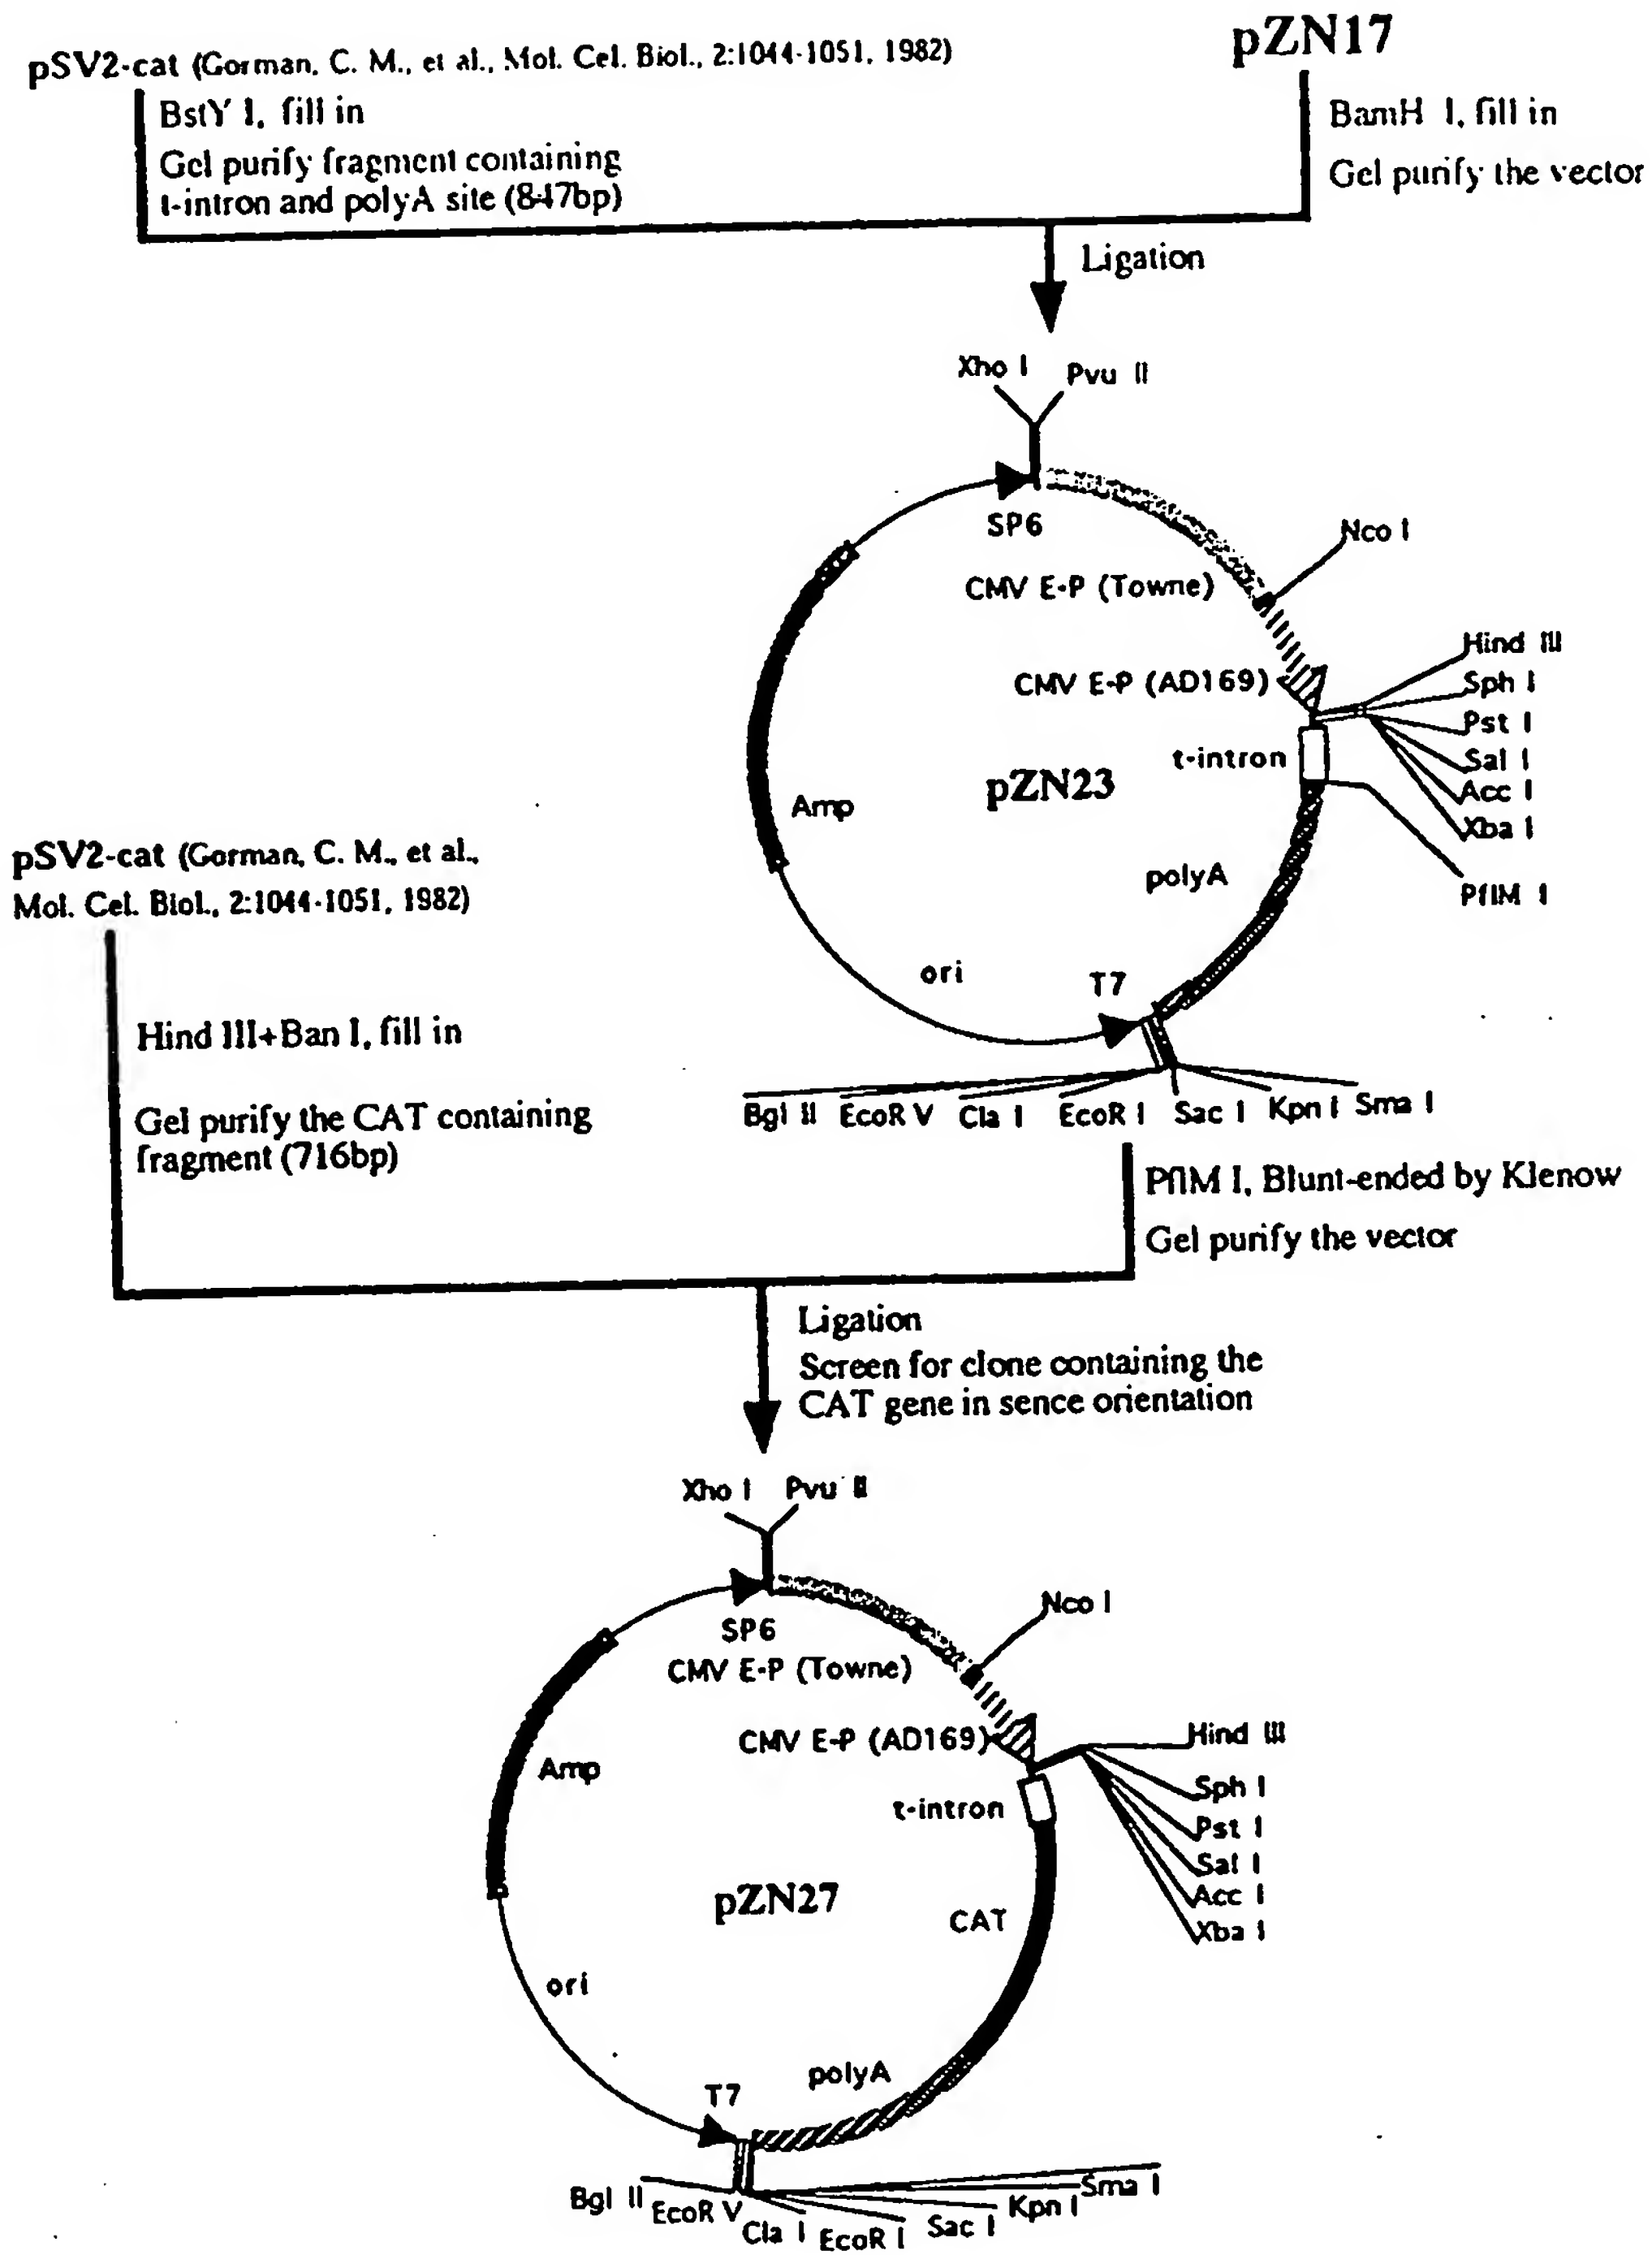 pSV2-cat (Gorman, C. M., et al., Mol. Cel. Biol., 2:1044-1051, 1982)
pZN17
BstY I, fill in
Gel purify fragment containing
t-intron and polyA site (847bp)
BamH I, fill in
Gel purify the vector
Ligation
Xho I
Pvu II
SP6
Nco I
CMV E-P (Towne)
Hind III
CMV E-P (AD169)
Sph I
Pst I
t-intron
Sal I
pZN23
Acc I
Amp
Xba I
polyA
PflM I
pSV2-cat (Gorman, C. M., et al.,
Mol. Cel. Biol., 2:1044-1051, 1982)
ori
T7
Hind III+Ban I, fill in
Bgl II EcoR V Cla I EcoR I Sac I Kpn I Sma I
Gel purify the CAT containing
fragment (716bp)
PflM I, Blunt-ended by Klenow
Gel purify the vector
Ligation
Screen for clone containing the
CAT gene in sence orientation
Xho I
Pvu II
Nco I
SP6
CMV E-P (Towne)
CMV E-P (AD169)
Hind III
Amp
Sph I
t-intron
Pst I
Sal I
pZN27
Acc I
CAT
Xba I
ori
polyA
T7
Bgl II EcoR V Cla I EcoR I Sac I Kpn I Sma I